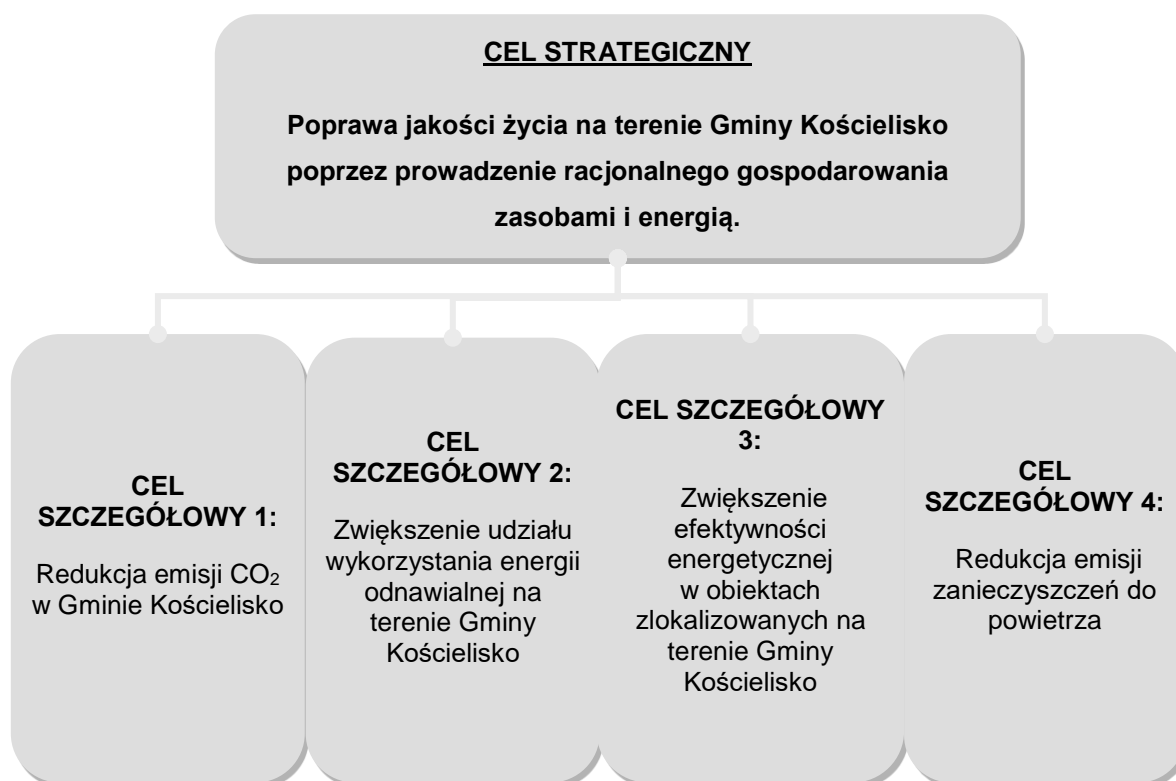 CEL STRATEGICZNY
Poprawa jakości życia na terenie Gminy Kościelisko
poprzez prowadzenie racjonalnego gospodarowania
zasobami i energią.
CEL
SZCZEGÓŁOWY 1:
Redukcja emisji CO₂
w Gminie Kościelisko
CEL
SZCZEGÓŁOWY 2:
Zwiększenie udziału
wykorzystania energii
odnawialnej na
terenie Gminy
Kościelisko
CEL SZCZEGÓŁOWY
3:
Zwiększenie
efektywności
energetycznej
w obiektach
zlokalizowanych na
terenie Gminy
Kościelisko
CEL
SZCZEGÓŁOWY 4:
Redukcja emisji
zanieczyszczeń do
powietrza